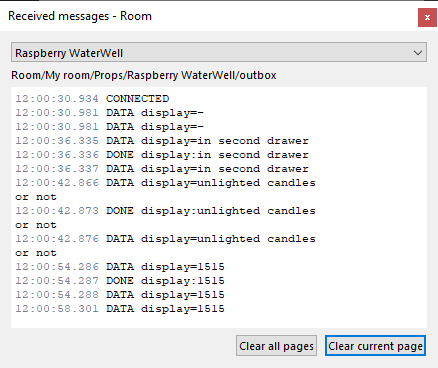 Received messages - Room
x
Raspberry WaterWell
Room/My room/Props/Raspberry WaterWell/outbox
12:00:30.934 CONNECTED
12:00:30.981 DATA display=-
12:00:30.981 DATA display=-
12:00:36.335 DATA display=in second drawer
12:00:36.336 DONE display:in second drawer
12:00:36.337 DATA display=in second drawer
12:00:42.866 DATA display=unlighted candles
or not
12:00:42.873 DONE display:unlighted candles
or not
12:00:42.876 DATA display=unlighted candles
or not
12:00:54.286 DATA display=1515
12:00:54.287 DONE display:1515
12:00:54.288 DATA display=1515
12:00:58.301 DATA display=1515
Clear all pages
Clear current page